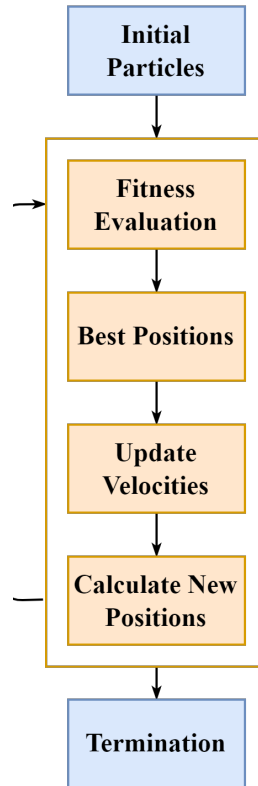 Initial
Particles
Fitness
Evaluation
Best Positions
Update
Velocities
Calculate New
Positions
Termination